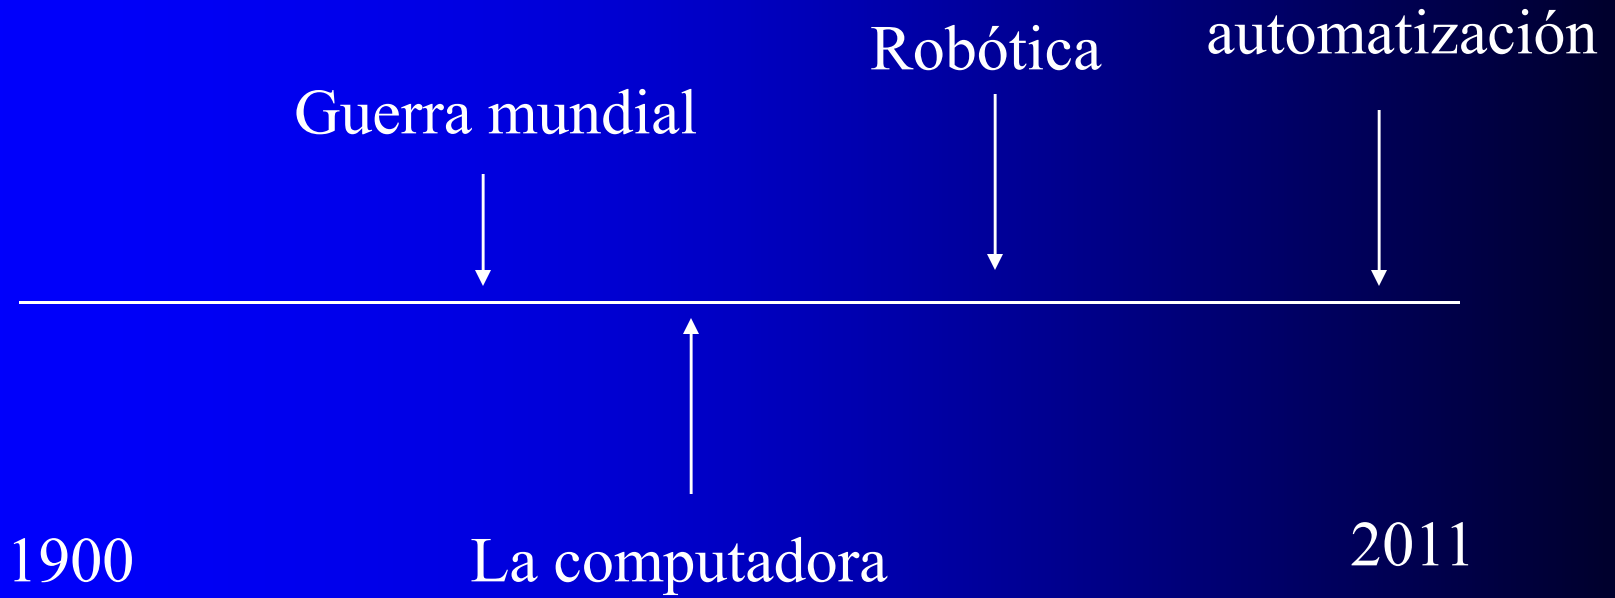 automatización
Robótica
Guerra mundial
1900
La computadora
2011